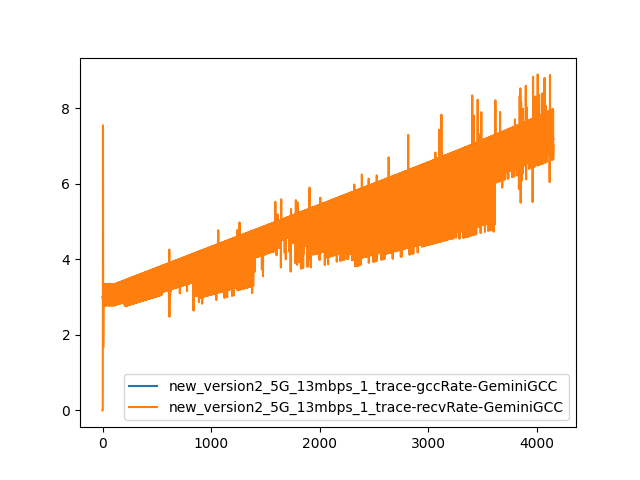 8
6
4
2
0
new_version2_5G_13mbps_1_trace-gccRate-GeminiGCC
new_version2_5G_13mbps_1_trace-recvRate-GeminiGCC
0 1000 2000 3000 4000